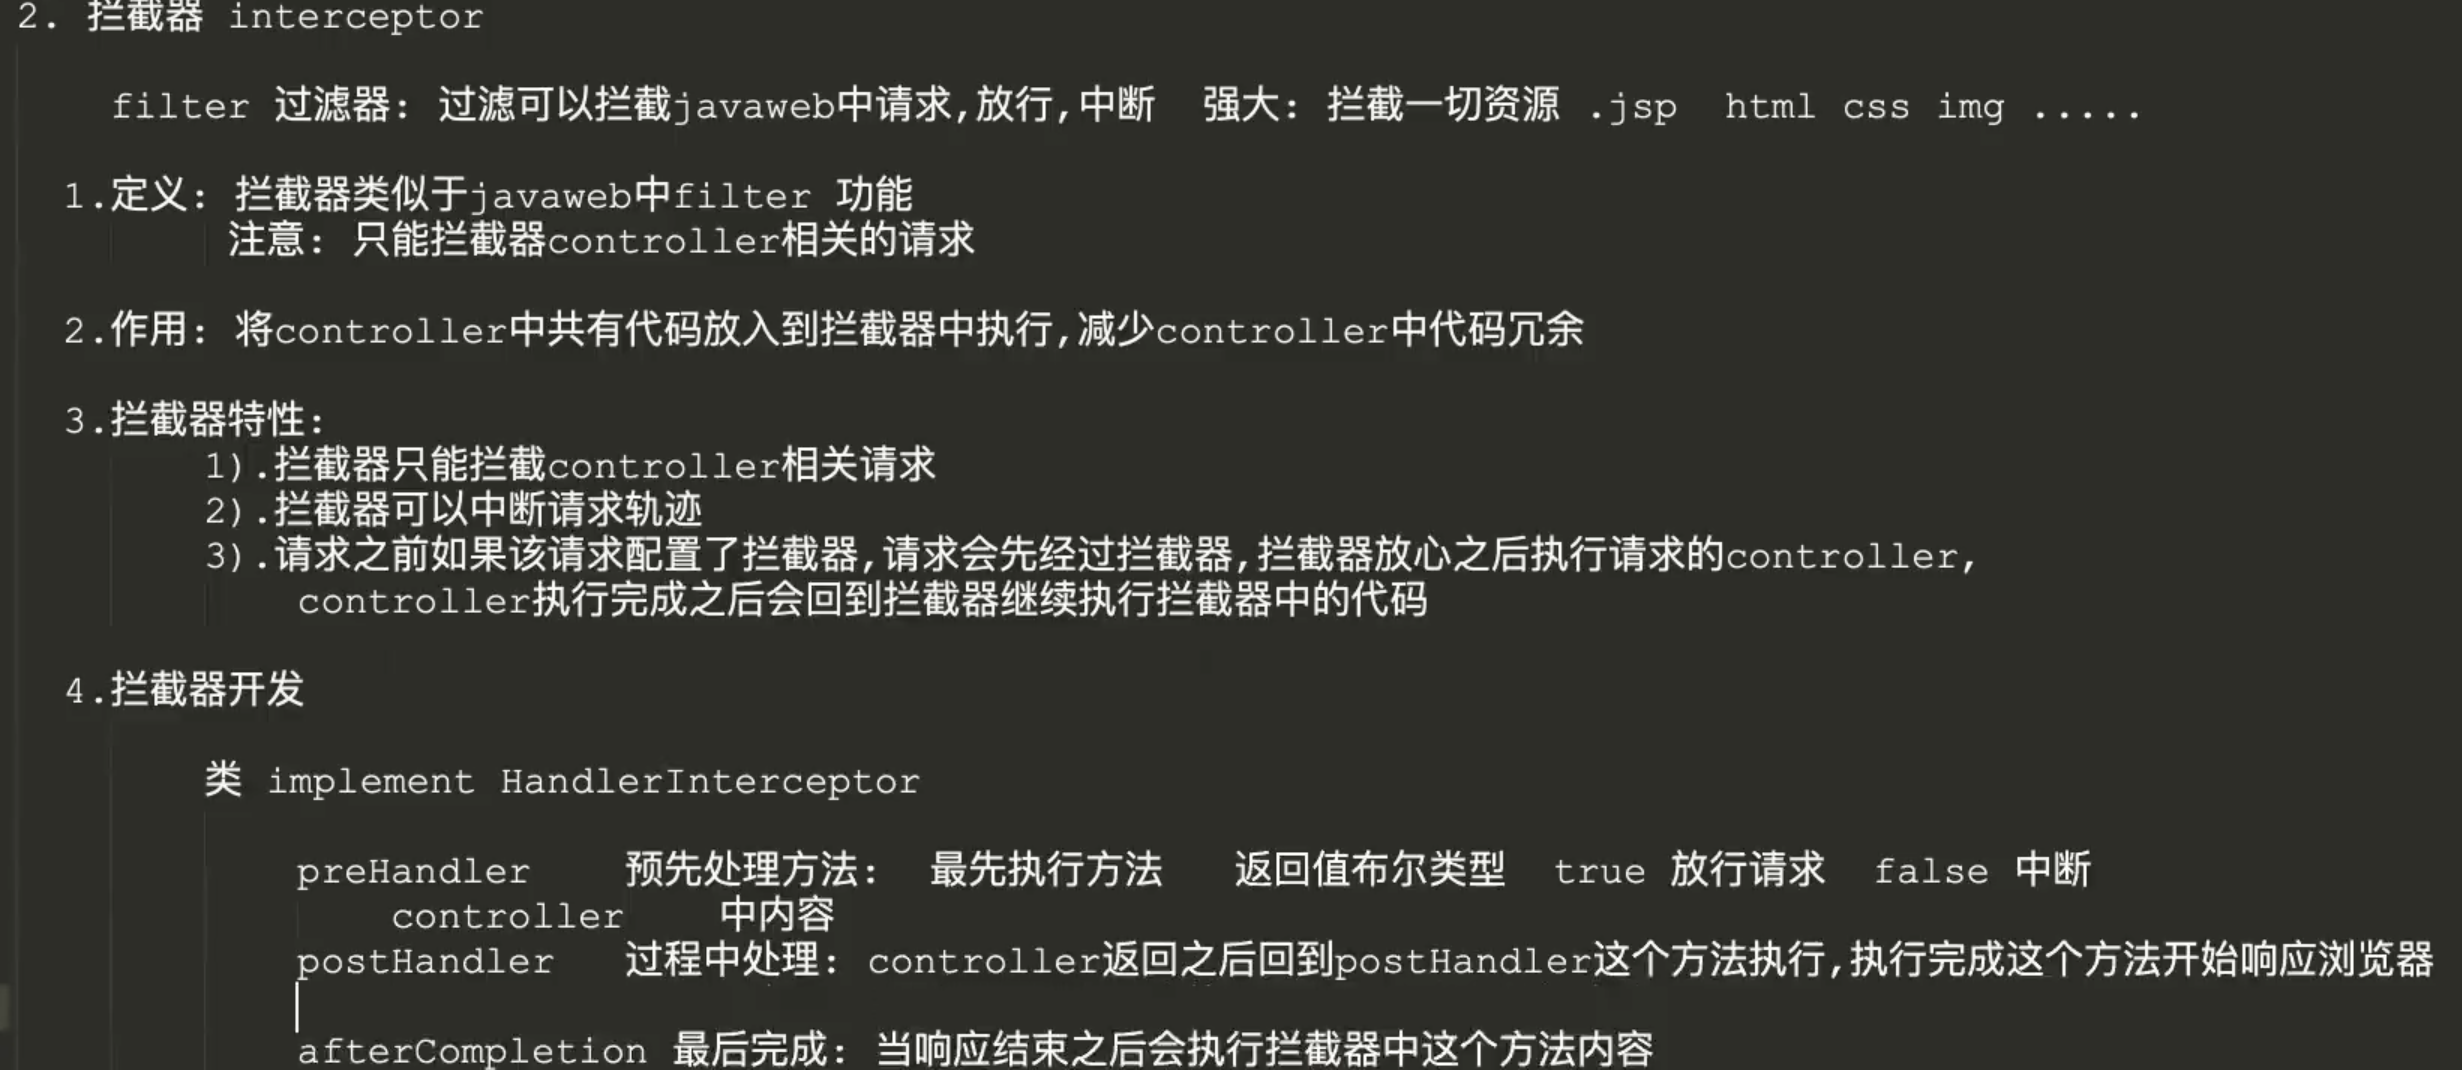 2. 拦截器 interceptor
filter 过滤器: 过滤可以拦截javaweb中请求,放行,中断 强大: 拦截一切资源 .jsp html css img .....
1.定义: 拦截器类似于javaweb中filter 功能
注意: 只能拦截器controller相关的请求
2.作用: 将controller中共有代码放入到拦截器中执行,减少controller中代码冗余
3.拦截器特性:
1).拦截器只能拦截controller相关请求
2).拦截器可以中断请求轨迹
3).请求之前如果该请求配置了拦截器,请求会先经过拦截器,拦截器放心之后执行请求的controller,
controller执行完成之后会回到拦截器继续执行拦截器中的代码
4.拦截器开发
类 implement HandlerInterceptor
preHandler 预先处理方法: 最先执行方法 返回值布尔类型 true 放行请求 false 中断
controller 中内容
postHandler 过程中处理: controller返回之后回到postHandler这个方法执行,执行完成这个方法开始响应浏览器
afterCompletion 最后完成: 当响应结束之后会执行拦截器中这个方法内容